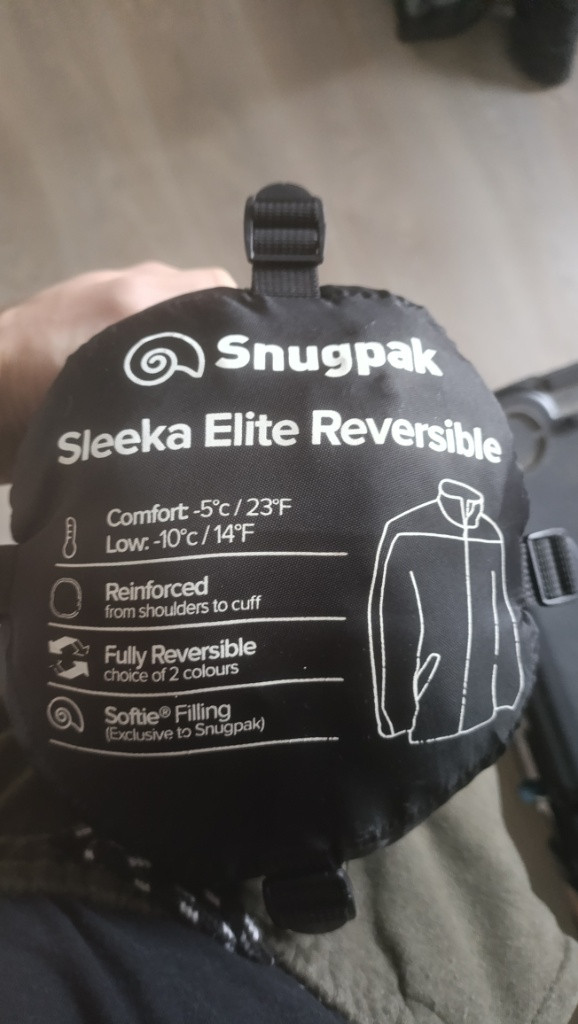 Snugpak
Sleeka Elite Reversible
Comfort: -5°c / 23°F
Low: -10°c / 14°F
Reinforced
from shoulders to cuff
Fully Reversible
choice of 2 colours
Softie® Filling
(Exclusive to Snugpak)